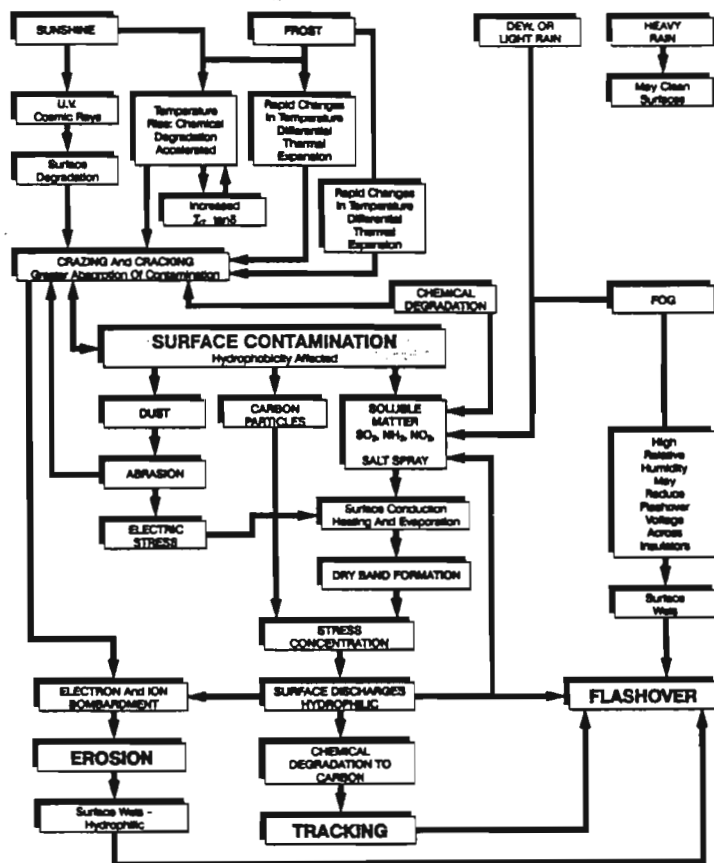 SUNSHINE
FROST
DEW, OR
LIGHT RAIN
HEAVY
RAIN
U.V.
Cosmic Rays
Temperature
Rise: Chemical
Degradation
Accelerated
Rapid Changes
In Temperature
Differential
Thermal
Expansion
May Clean
Surfaces
Surface
Degradation
Increased
tanδ
Rapid Changes
In Temperature
Differential
Thermal
Expansion
CRAZING And CRACKING
Greater Absorption Of Contamination
CHEMICAL
DEGRADATION
FOG
SURFACE CONTAMINATION
Hydrophobicity Affected
DUST
CARBON
PARTICLES
SOLUBLE
MATTER
SO₂, NH₃, NO₂,
SALT SPRAY
High
Relative
Humidity
May
Reduce
Flashover
Voltage
Across
Insulators
ABRASION
ELECTRIC
STRESS
Surface Conduction
Heating And Evaporation
DRY BAND FORMATION
Surface
Wets
STRESS
CONCENTRATION
ELECTRON And ION
BOMBARDMENT
SURFACE DISCHARGES
HYDROPHILIC
FLASHOVER
EROSION
CHEMICAL
DEGRADATION TO
CARBON
Surface Wets -
Hydrophilic
TRACKING